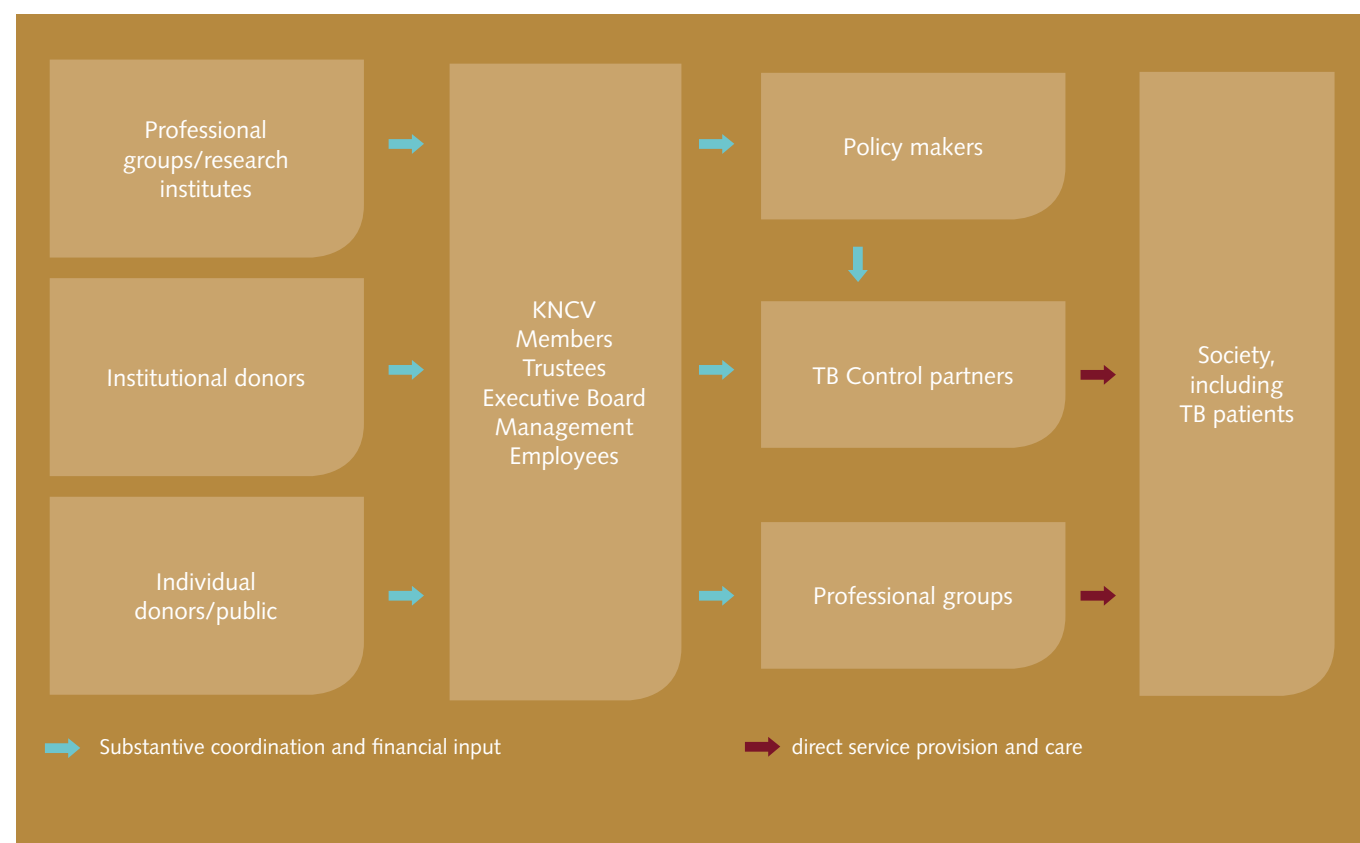 Professional
groups/research
institutes
Institutional donors
Individual
donors/public
KNCV
Members
Trustees
Executive Board
Management
Employees
Policy makers
TB Control partners
Professional groups
Society,
including
TB patients
Substantive coordination and financial input
direct service provision and care